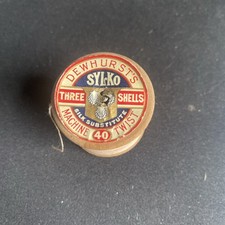 DEWHURST'S
SYL-KO
THREE SHELLS
SILK SUBSTITUTE
MACHINE 40 TWIST